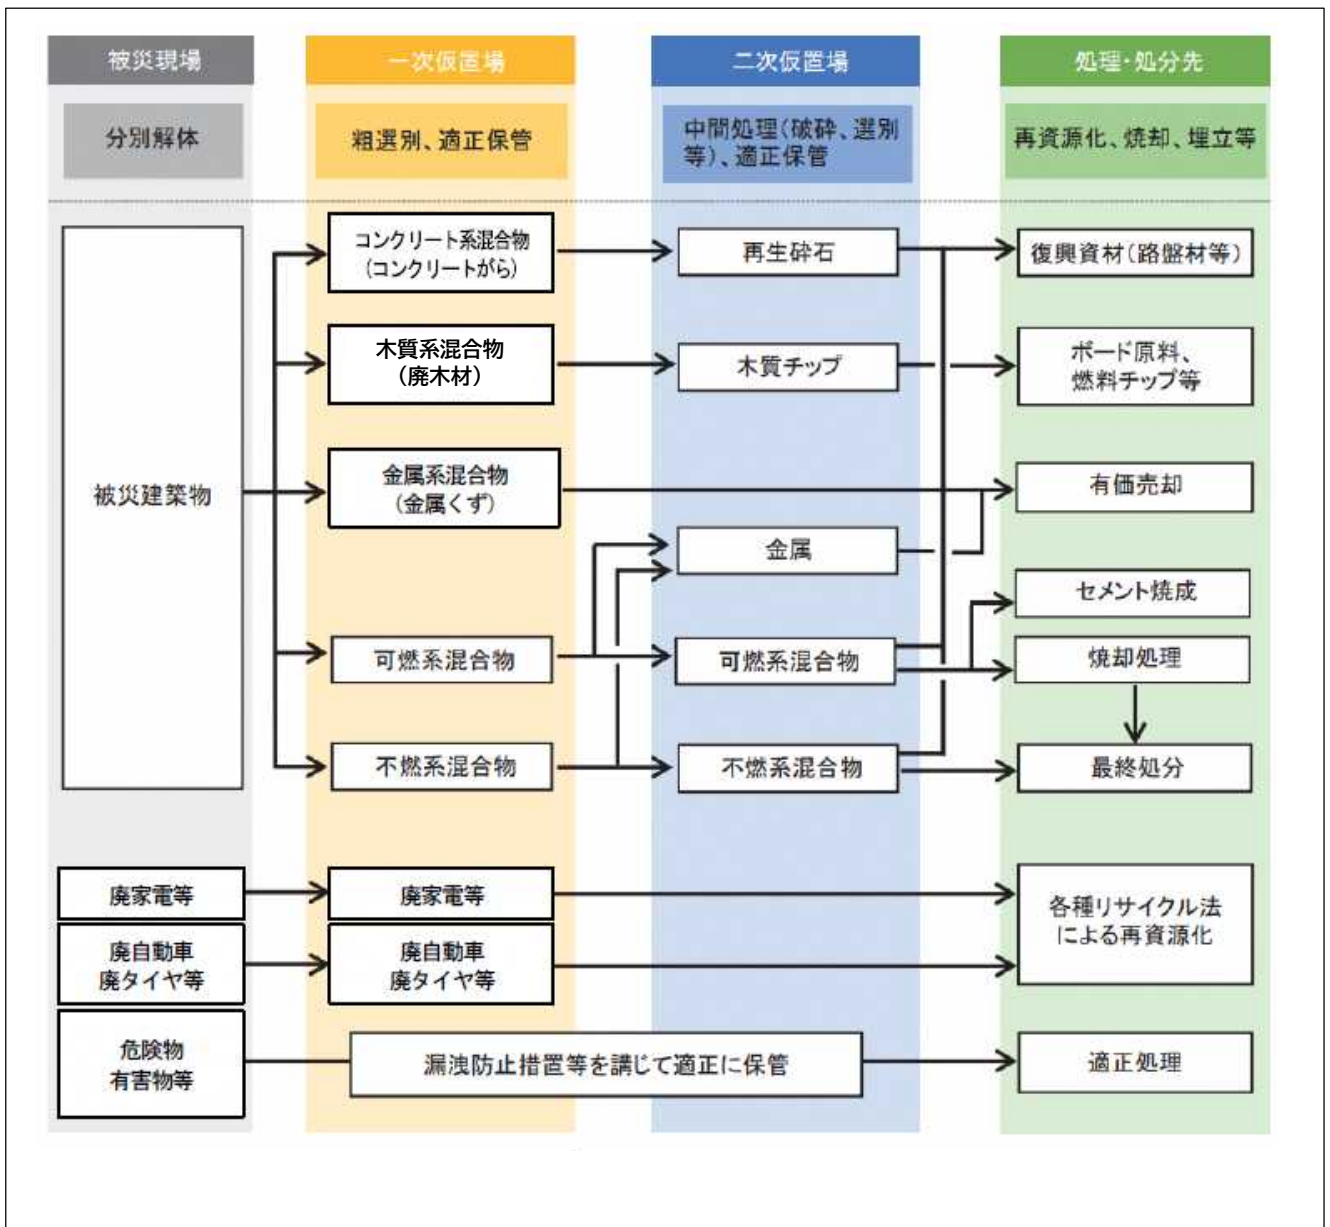 被災現場
一次仮置場
二次仮置場
処理・処分先
分別解体
粗選別、適正保管
中間処理(破砕、選別
等)、適正保管
再資源化、焼却、埋立等
被災建築物
コンクリート系混合物
(コンクリートがら)
再生砕石
復興資材(路盤材等)
木質系混合物
(廃木材)
木質チップ
ボード原料、
燃料チップ等
金属系混合物
(金属くず)
有価売却
金属
セメント焼成
可燃系混合物
可燃系混合物
焼却処理
不燃系混合物
不燃系混合物
最終処分
廃家電等
廃家電等
各種リサイクル法
による再資源化
廃自動車
廃タイヤ等
廃自動車
廃タイヤ等
危険物
有害物等
漏洩防止措置等を講じて適正に保管
適正処理